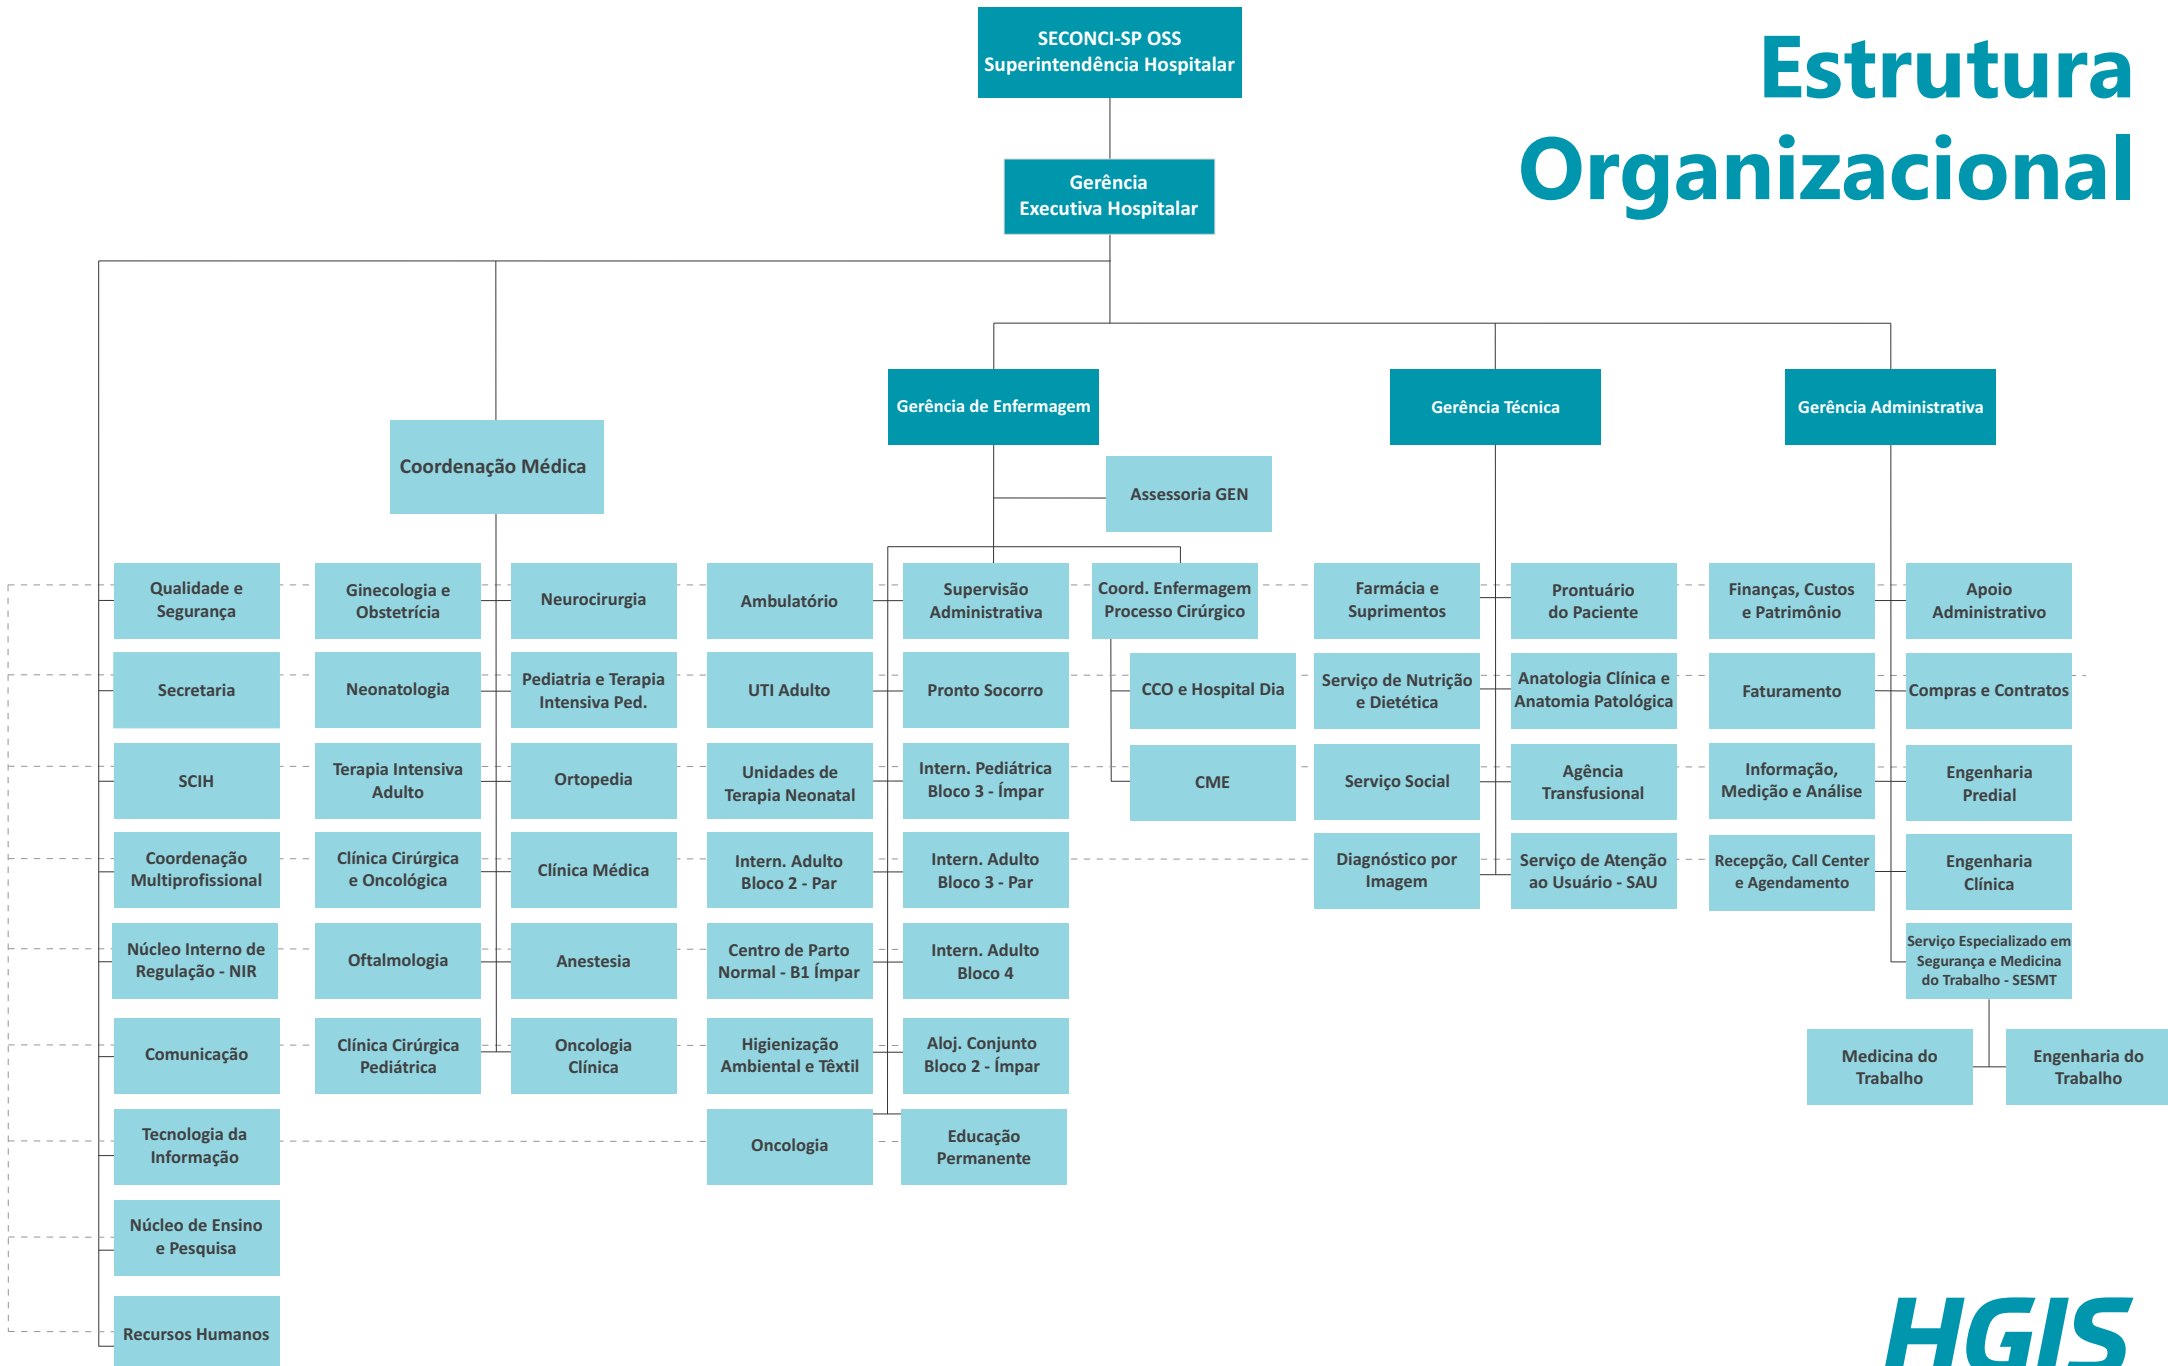 SECONCI-SP OSS
Superintendência Hospitalar
Estrutura
Organizacional
Gerência
Executiva Hospitalar
Gerência de Enfermagem
Gerência Técnica
Gerência Administrativa
Coordenação Médica
Assessoria GEN
Qualidade e
Segurança
Ginecologia e
Obstetrícia
Neurocirurgia
Ambulatório
Supervisão
Administrativa
Coord. Enfermagem
Processo Cirúrgico
Farmácia e
Suprimentos
Prontuário
do Paciente
Finanças, Custos
e Patrimônio
Apoio
Administrativo
Secretaria
Neonatologia
Pediatria e Terapia
Intensiva Ped.
UTI Adulto
Pronto Socorro
CCO e Hospital Dia
Serviço de Nutrição
e Dietética
Anatologia Clínica e
Anatomia Patológica
Faturamento
Compras e Contratos
SCIH
Terapia Intensiva
Adulto
Ortopedia
Unidades de
Terapia Neonatal
Intern. Pediátrica
Bloco 3 - Ímpar
CME
Serviço Social
Agência
Transfusional
Informação,
Medição e Análise
Engenharia
Predial
Coordenação
Multiprofissional
Clínica Cirúrgica
e Oncológica
Clínica Médica
Intern. Adulto
Bloco 2 - Par
Intern. Adulto
Bloco 3 - Par
Diagnóstico por
Imagem
Serviço de Atenção
ao Usuário - SAU
Recepção, Call Center
e Agendamento
Engenharia
Clínica
Núcleo Interno de
Regulação - NIR
Oftalmologia
Anestesia
Centro de Parto
Normal - B1 Ímpar
Intern. Adulto
Bloco 4
Serviço Especializado em
Segurança e Medicina
do Trabalho - SESMT
Comunicação
Clínica Cirúrgica
Pediátrica
Oncologia
Clínica
Higienização
Ambiental e Têxtil
Aloj. Conjunto
Bloco 2 - Ímpar
Medicina do
Trabalho
Engenharia do
Trabalho
Tecnologia da
Informação
Oncologia
Educação
Permanente
Núcleo de Ensino
e Pesquisa
Recursos Humanos
HGIS